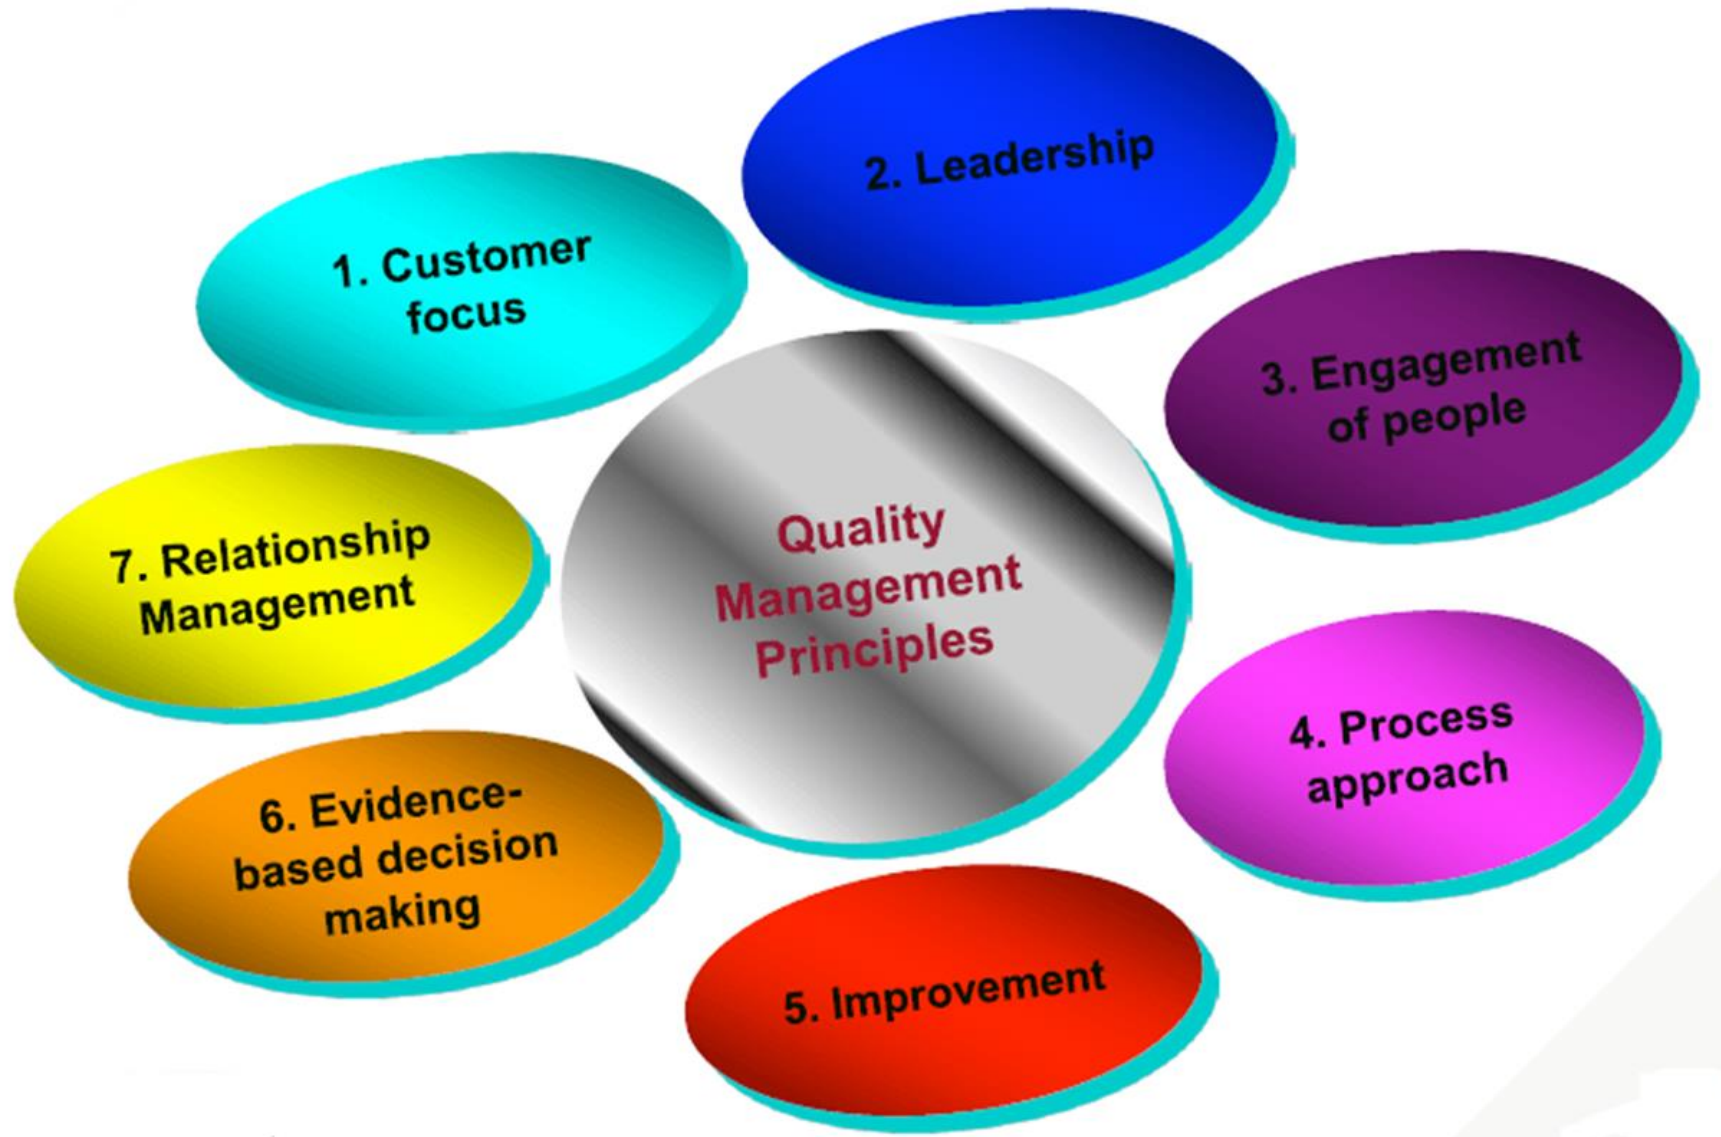 2. Leadership
1. Customer
focus
3. Engagement
of people
Quality
Management
Principles
7. Relationship
Management
4. Process
approach
6. Evidence-
based decision
making
5. Improvement